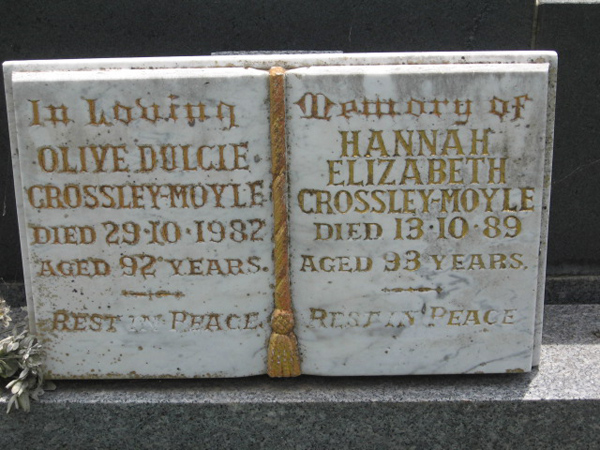 In Loving
OLIVE DULCIE
CROSSLEY-MOYLE
DIED 29·10·1982
AGED 92 YEARS.
REST IN PEACE.
Memory of
HANNAH
ELIZABETH
CROSSLEY-MOYLE
DIED 13·10·89
AGED 93 YEARS.
REST IN PEACE